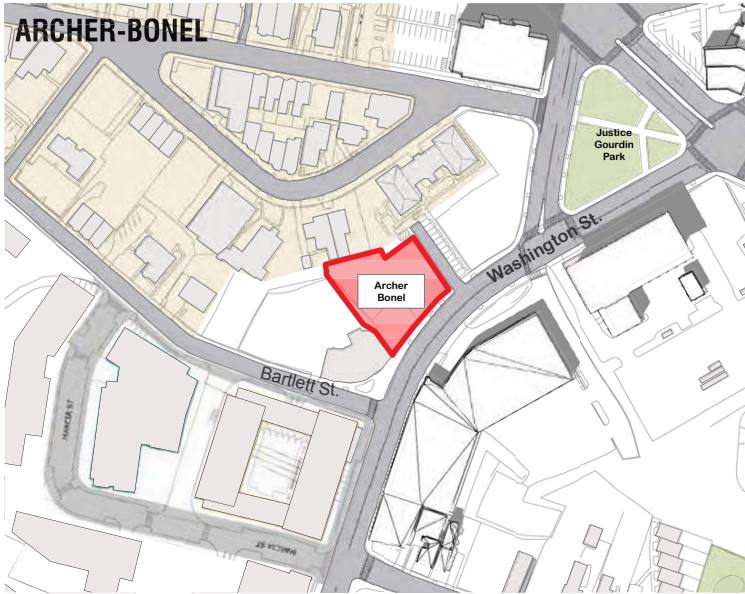 ARCHER-BONEL
Justice
Gourdin
Park
Washington St.
Archer
Bonel
Bartlett St.
MARCIA ST
MARCIA ST